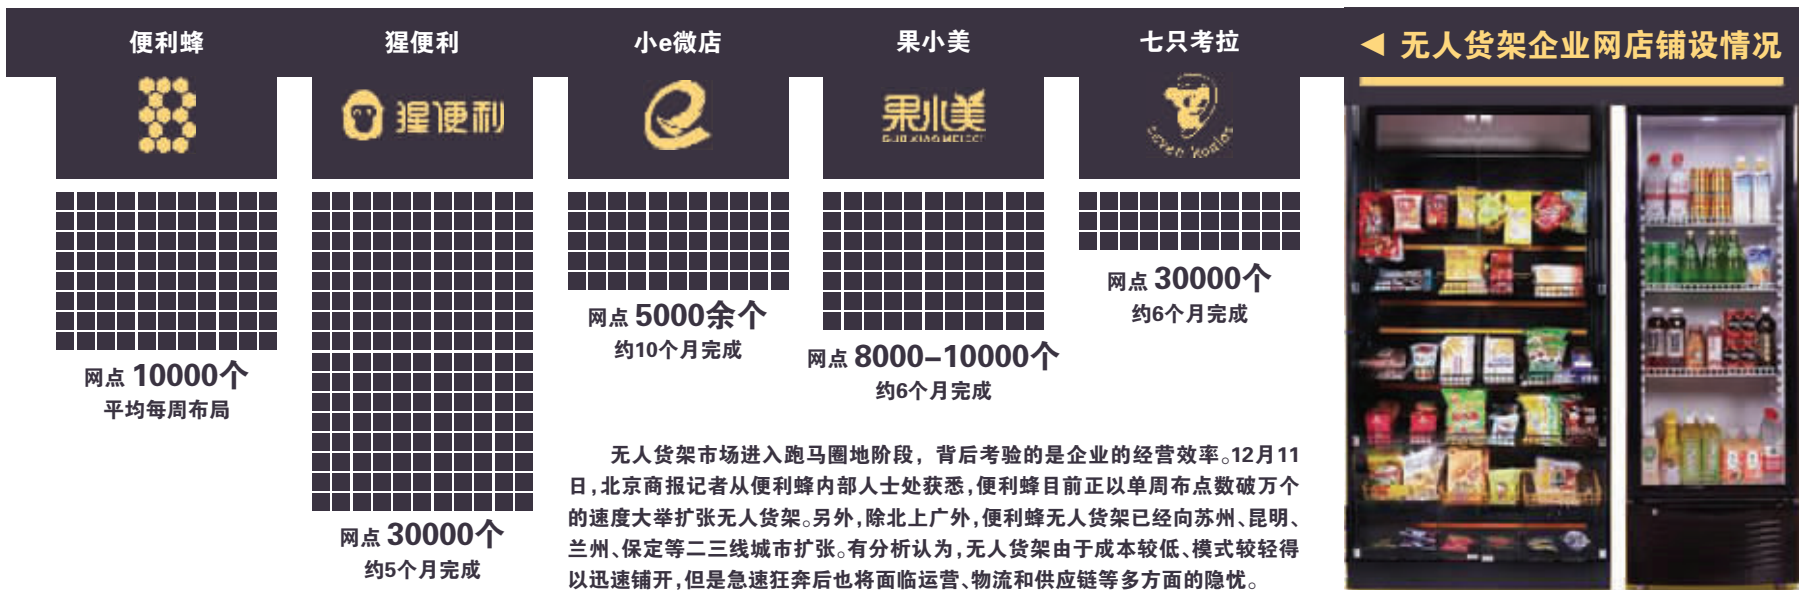 便利蜂
猩便利
小e微店
果小美
七只考拉
◀ 无人货架企业网店铺设情况
猩便利
果小美
GUO XIAO MEI
seven koalas
网点 10000个
平均每周布局
网点 30000个
约5个月完成
网点 5000余个
约10个月完成
网点 8000-10000个
约6个月完成
网点 30000个
约6个月完成
无人货架市场进入跑马圈地阶段，背后考验的是企业的经营效率。12月11
日，北京商报记者从便利蜂内部人士处获悉，便利蜂目前正以单周布点数破万个
的速度大举扩张无人货架。另外，除北上广外，便利蜂无人货架已经向苏州、昆明、
兰州、保定等二三线城市扩张。有分析认为，无人货架由于成本较低、模式较轻得
以迅速铺开，但是急速狂奔后也将面临运营、物流和供应链等多方面的隐忧。